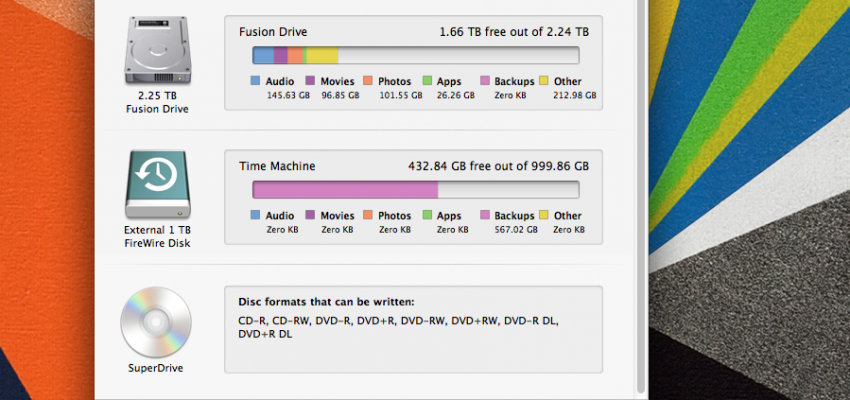 Fusion Drive 1.66 TB free out of 2.24 TB
Audio Movies Photos Apps Backups Other
145.63 GB 96.85 GB 101.55 GB 26.26 GB Zero KB 212.98 GB
2.25 TB
Fusion Drive
Time Machine 432.84 GB free out of 999.86 GB
Audio Movies Photos Apps Backups Other
Zero KB Zero KB Zero KB Zero KB 567.02 GB Zero KB
External 1 TB
FireWire Disk
Disc formats that can be written:
CD-R, CD-RW, DVD-R, DVD+R, DVD-RW, DVD+RW, DVD-R DL,
DVD+R DL
SuperDrive